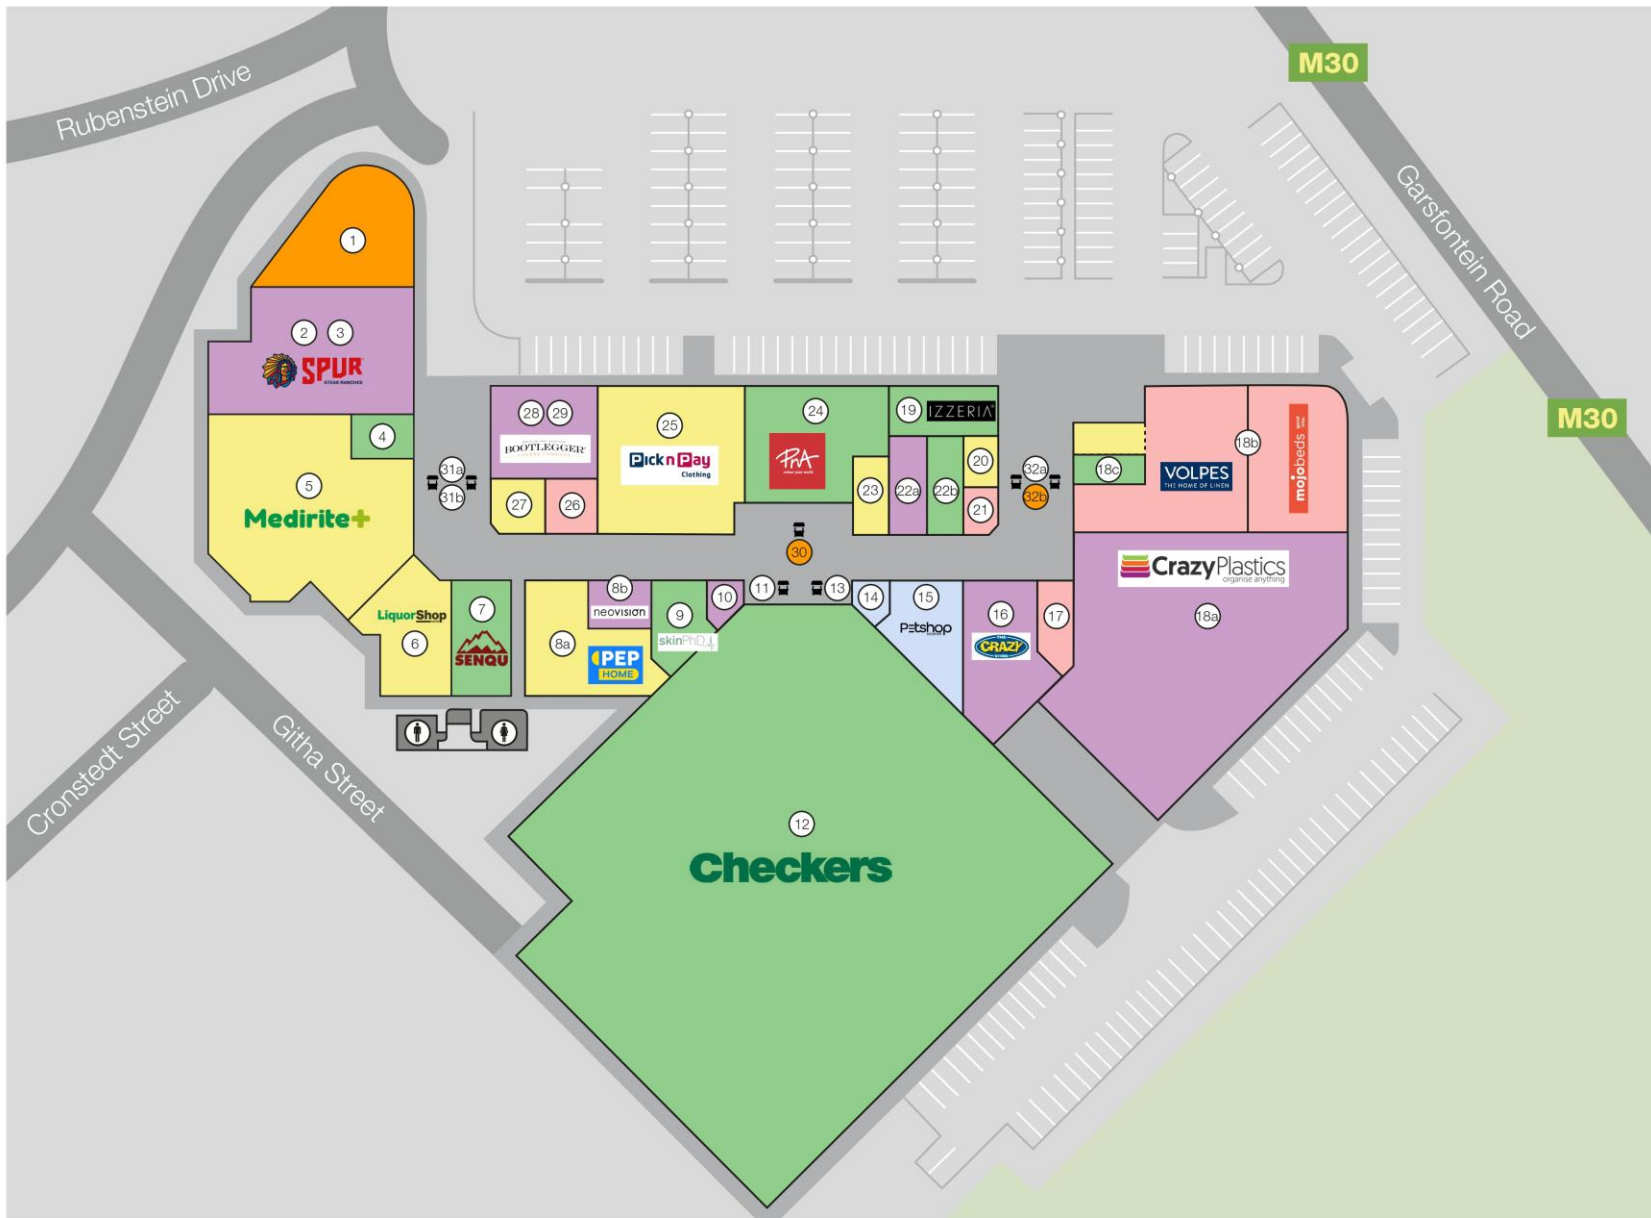 M30
Rubenstein Drive
Garsfontein Road
1
2 3
SPUR
STEAK RANCHES
M30
4
28 29
BOOTLEGGER
25
Pick n Pay
Clothing
24
PNA
19 IZZERIA
5
Medirite+
31a
31b
27
26
23
22a
22b
20
21
32a
32b
18c
18b
VOLPES
THE HOME OF LINEN
mojobeds
30
CrazyPlastics
organise anything
18a
LiquorShop
6
7
SENQU
8a
8b
neovision
PEP
HOME
9
skinPhD
10
11
13
14
15
Petshop
16
THE
CRAZY
STORE
17
Cronstedt Street
Githa Street
12
Checkers